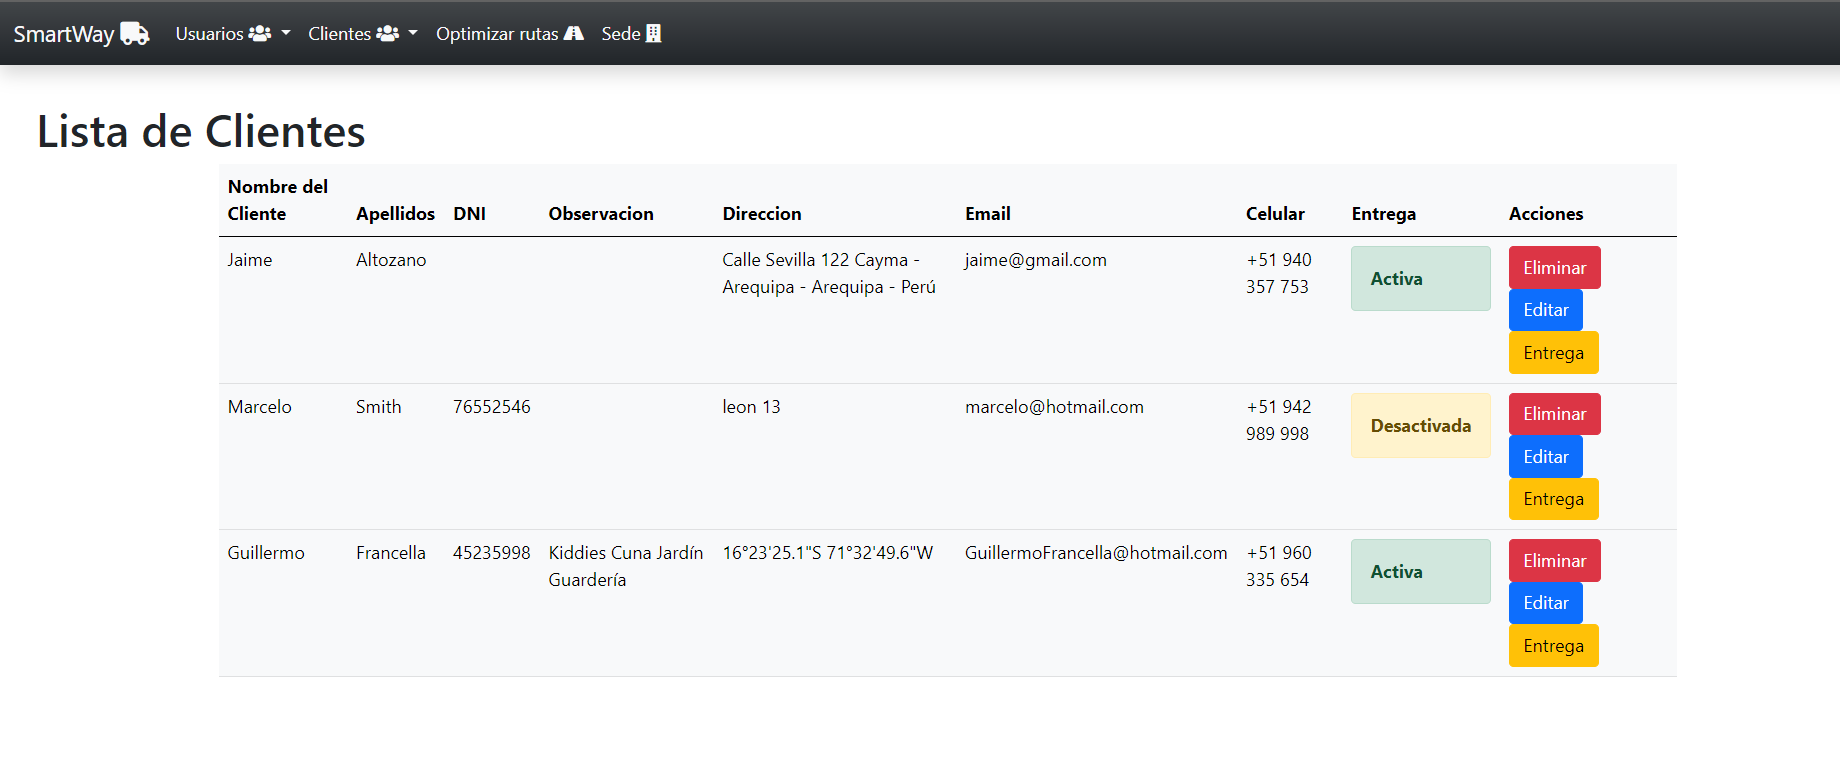 SmartWay Usuarios Clientes Optimizar rutas Sede
Lista de Clientes
Nombre del
Cliente Apellidos DNI Observacion Direccion Email Celular Entrega Acciones
Jaime Altozano Calle Sevilla 122 Cayma - jaime@gmail.com +51 940 Activa Eliminar
Arequipa - Arequipa - Perú 357 753
Editar
Entrega
Marcelo Smith 76552546 leon 13 marcelo@hotmail.com +51 942 Desactivada Eliminar
989 998
Editar
Entrega
Guillermo Francella 45235998 Kiddies Cuna Jardín 16°23'25.1"S 71°32'49.6"W GuillermoFrancella@hotmail.com +51 960 Activa Eliminar
Guardería 335 654
Editar
Entrega